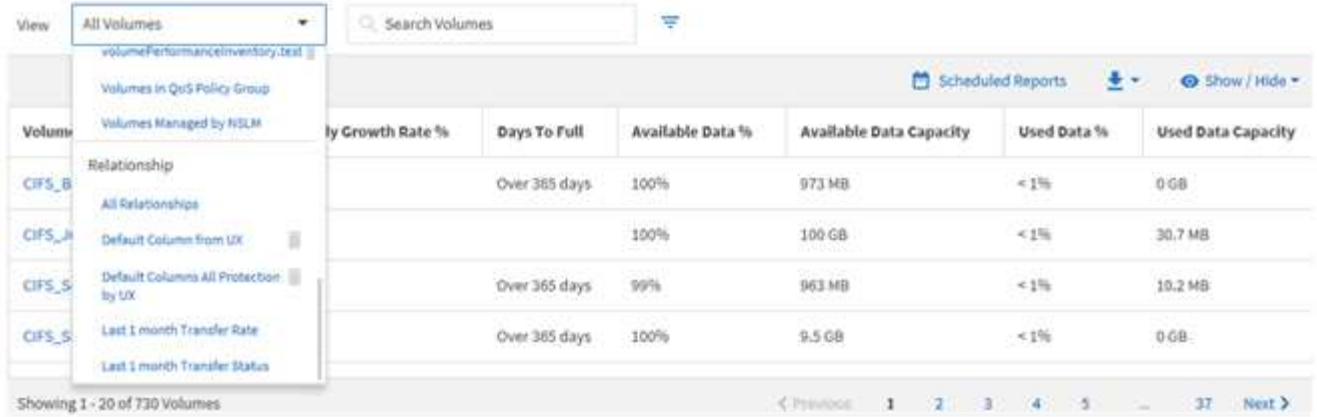 View All Volumes Search Volumes
volumePerformanceInventory.test
Volumes in QoS Policy Group
Volumes Managed by NSLM
Relationship
All Relationships
Default Column from UX
Default Columns All Protection
by UX
Last 1 month Transfer Rate
Last 1 month Transfer Status
Scheduled Reports Show / Hide
Volume ly Growth Rate % Days To Full Available Data % Available Data Capacity Used Data % Used Data Capacity
CIFS_B Over 365 days 100% 973 MB < 1% 0 GB
CIFS_J 100% 100 GB < 1% 30.7 MB
CIFS_S Over 365 days 99% 963 MB < 1% 10.2 MB
CIFS_S Over 365 days 100% 9.5 GB < 1% 0 GB
Showing 1 - 20 of 730 Volumes < Previous 1 2 3 4 5 ... 37 Next >